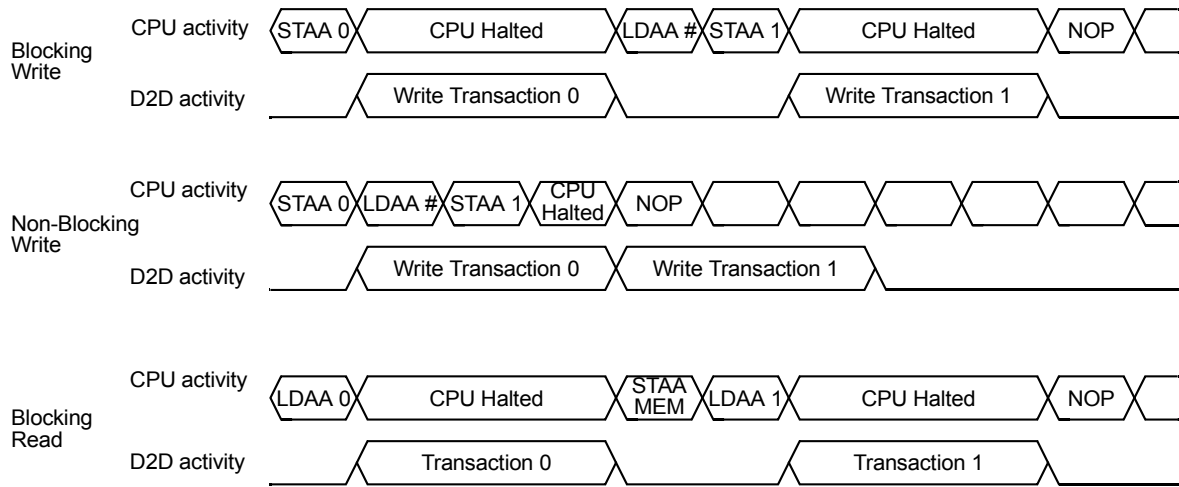 CPU activity STAA 0 CPU Halted LDAA # STAA 1 CPU Halted NOP
Blocking
Write
D2D activity Write Transaction 0 Write Transaction 1
CPU activity STAA 0 LDAA # STAA 1 CPU
Halted NOP
Non-Blocking
Write
D2D activity Write Transaction 0 Write Transaction 1
CPU activity LDAA 0 CPU Halted STAA
MEM LDAA 1 CPU Halted NOP
Blocking
Read
D2D activity Transaction 0 Transaction 1